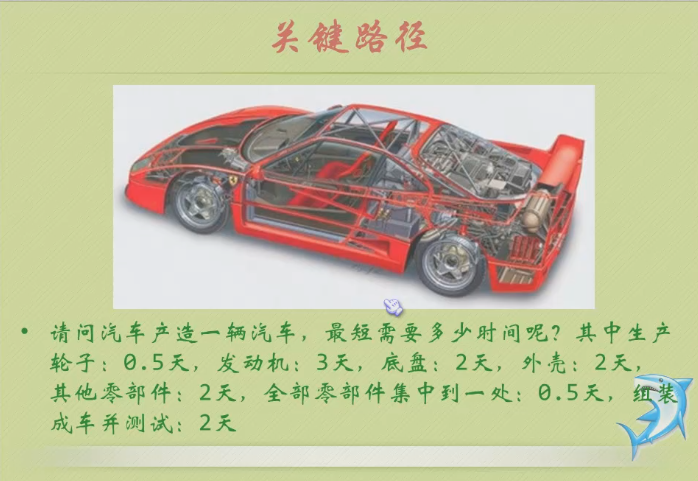 关键路径
• 请问汽车产造一辆汽车，最短需要多少时间呢？其中生产
轮子：0.5天，发动机：3天，底盘：2天，外壳：2天，
其他零部件：2天，全部零部件集中到一处：0.5天，组装
成车并测试：2天